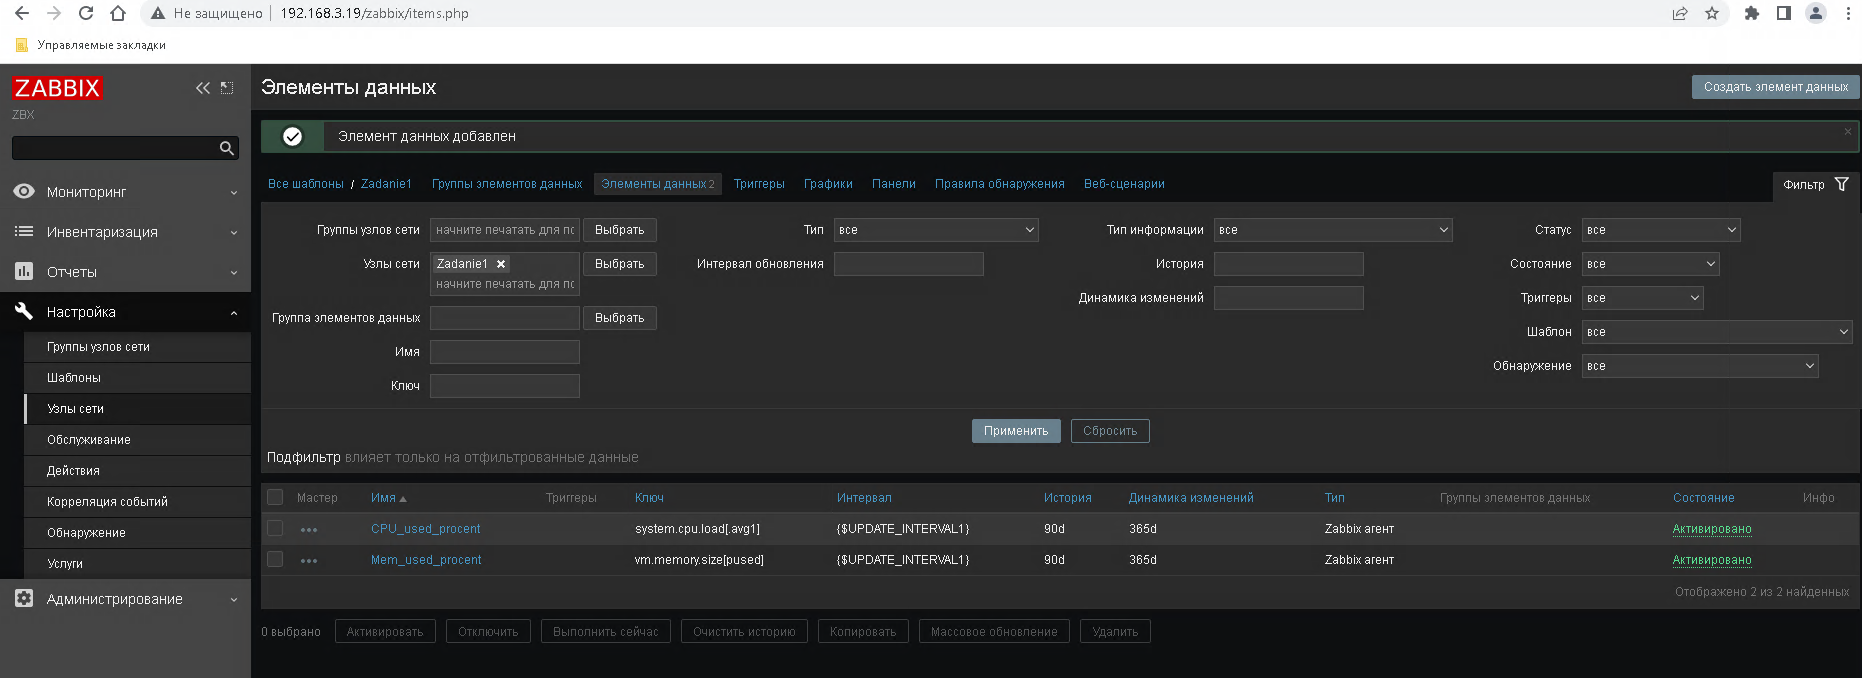 Не защищено 192.168.3.19/zabbix/items.php
Управляемые закладки
ZABBIX
ZBX
Мониторинг
Инвентаризация
Отчеты
Настройка
Группы узлов сети
Шаблоны
Узлы сети
Обслуживание
Действия
Корреляция событий
Обнаружение
Услуги
Администрирование
Элементы данных
Создать элемент данных
Элемент данных добавлен
Все шаблоны / Zadanie1 Группы элементов данных Элементы данных 2 Триггеры Графики Панели Правила обнаружения Веб-сценарии
Фильтр
Группы узлов сети начните печатать для пс Выбрать
Узлы сети Zadanie1 Выбрать
начните печатать для пс
Группа элементов данных Выбрать
Имя
Ключ
Тип все
Интервал обновления
Тип информации все
История
Динамика изменений
Статус все
Состояние все
Триггеры все
Шаблон все
Обнаружение все
Применить Сбросить
Подфильтр влияет только на отфильтрованные данные
Мастер Имя Триггеры Ключ Интервал История Динамика изменений Тип Группы элементов данных Состояние Инфо
CPU_used_procent system.cpu.load[,avg1] {$UPDATE_INTERVAL1} 90d 365d Zabbix агент Активировано
Mem_used_procent vm.memory.size[pused] {$UPDATE_INTERVAL1} 90d 365d Zabbix агент Активировано
Отображено 2 из 2 найденных
0 выбрано Активировать Отключить Выполнить сейчас Очистить историю Копировать Массовое обновление Удалить